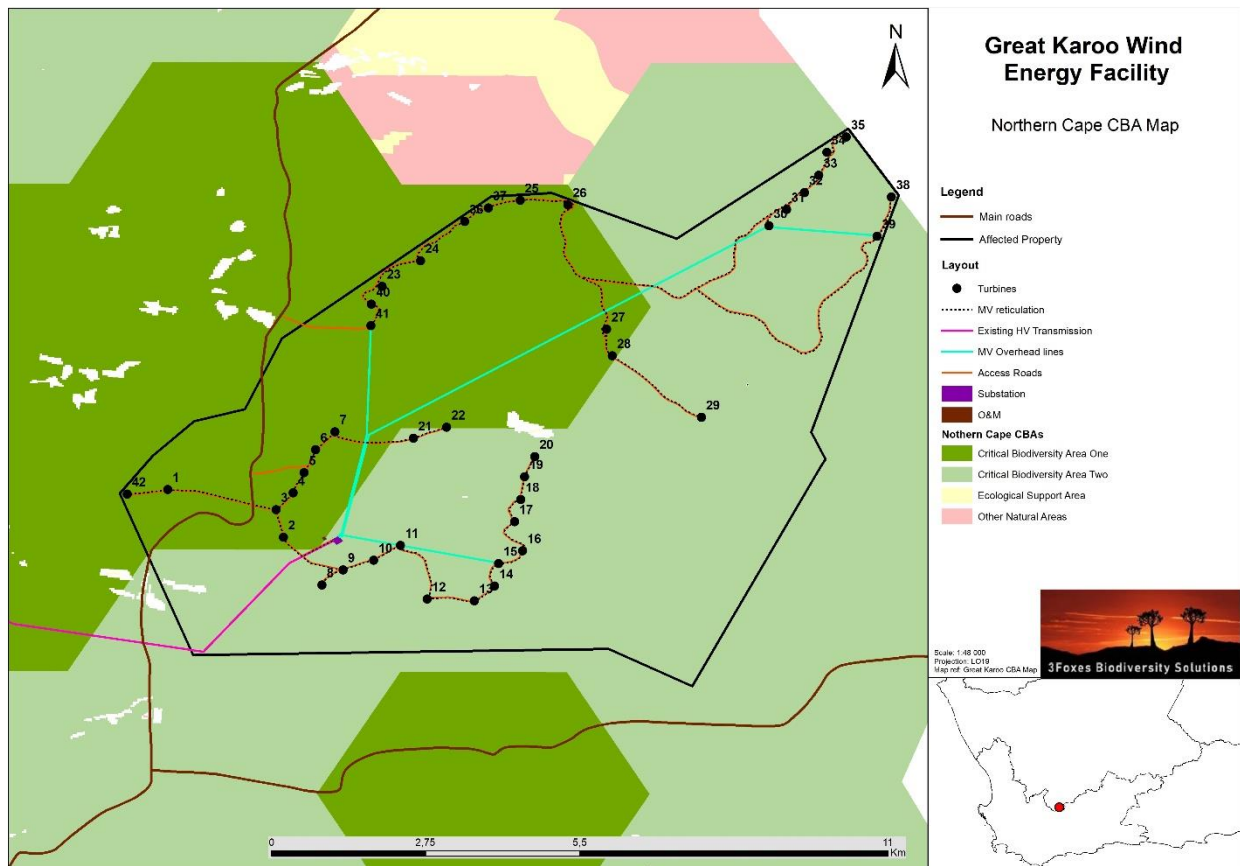 N
35
34
33
32
31
30
38
39
25
26
37
36
24
23
40
41
27
28
29
7
6
5
4
3
2
22
21
20
19
18
17
16
15
14
13
12
11
10
9
8
42
1
0
2,75
5,5
11
Km
Great Karoo Wind
Energy Facility
Northern Cape CBA Map
Legend
Main roads
Affected Property
Layout
Turbines
MV reticulation
Existing HV Transmission
MV Overhead lines
Access Roads
Substation
O&M
Nothern Cape CBAs
Critical Biodiversity Area One
Critical Biodiversity Area Two
Ecological Support Area
Other Natural Areas
Scale: 1:48 000
Projection: LO19
Map ref: Great Karoo CBA Map
3Foxes Biodiversity Solutions